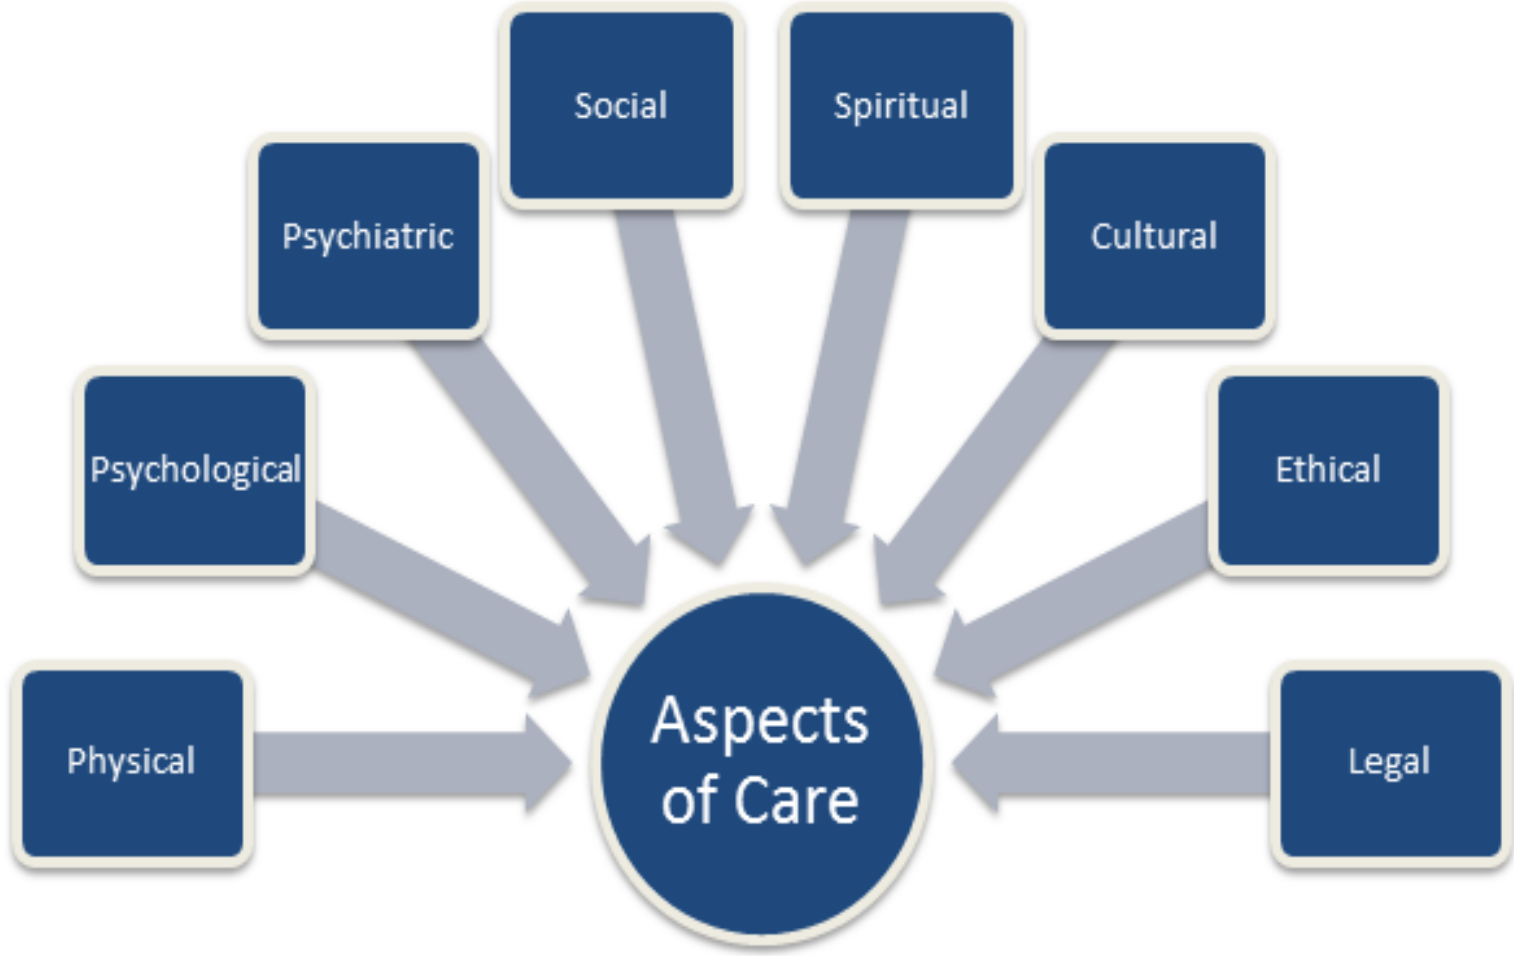 Social
Spiritual
Psychiatric
Cultural
Psychological
Ethical
Physical
Aspects
of Care
Legal